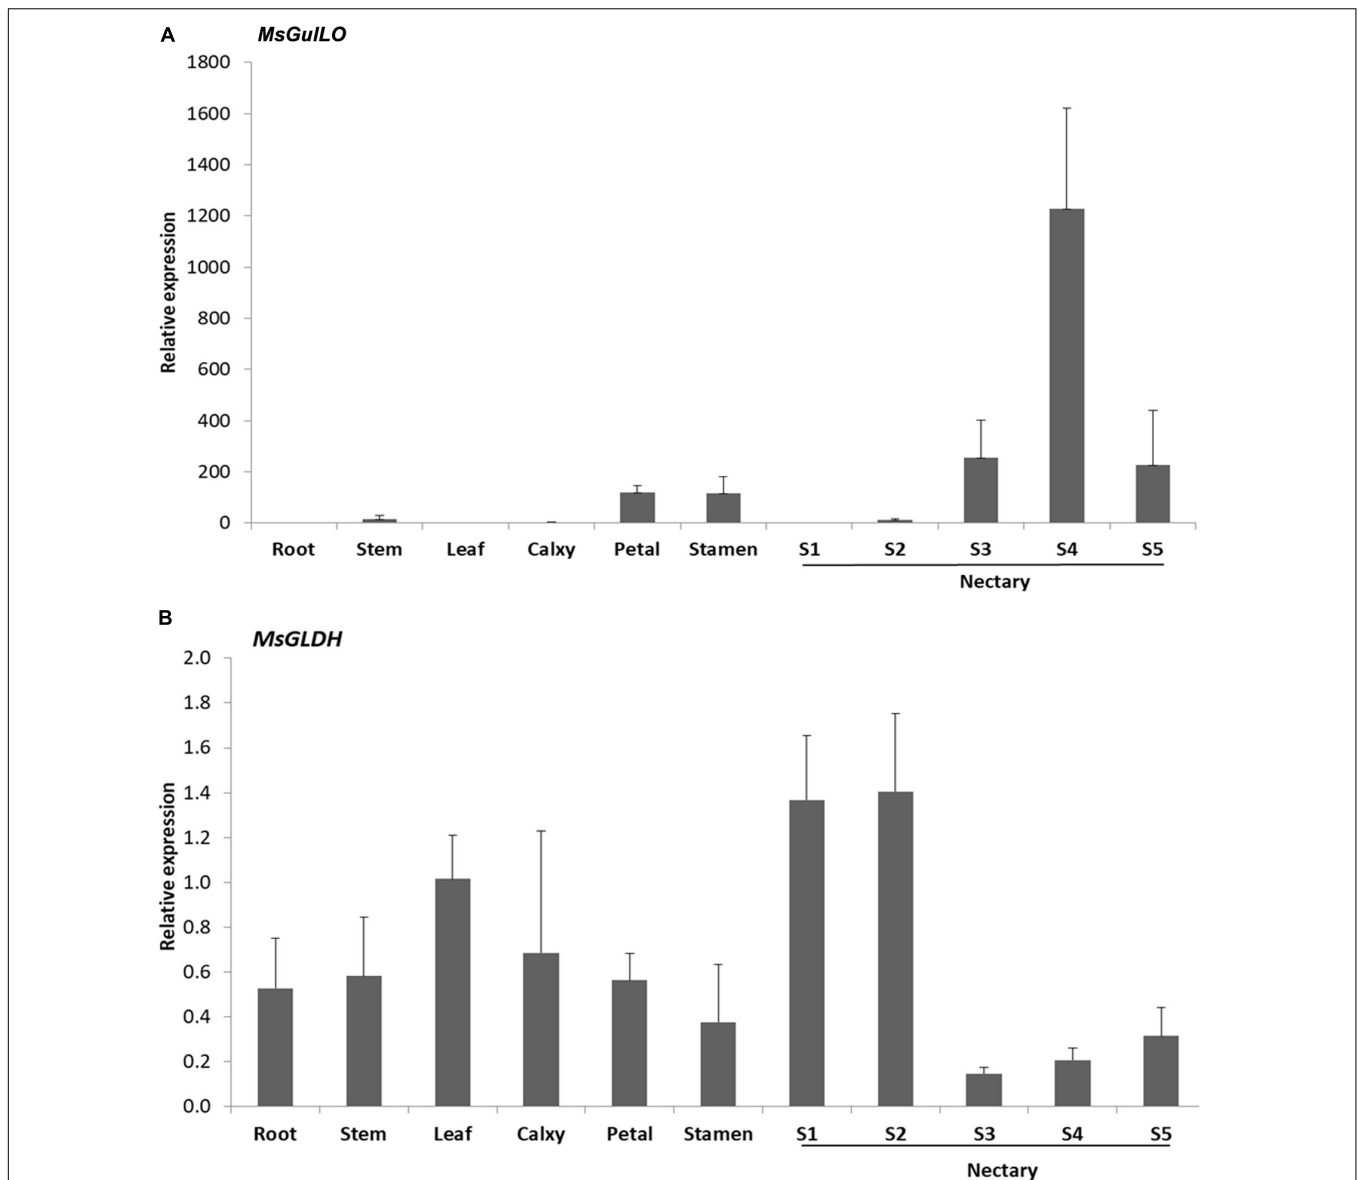 A
MsGulLO
1800
1600
1400
1200
1000
800
600
400
200
0
Relative expression
Root Stem Leaf Calxy Petal Stamen S1 S2 S3 S4 S5
Nectary
B
MsGLDH
2.0
1.8
1.6
1.4
1.2
1.0
0.8
0.6
0.4
0.2
0.0
Relative expression
Root Stem Leaf Calxy Petal Stamen S1 S2 S3 S4 S5
Nectary